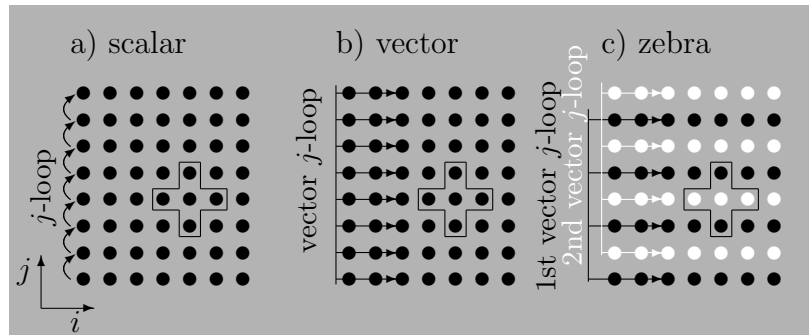 a) scalar
b) vector
c) zebra
j-loop
vector j-loop
1st vector j-loop
2nd vector j-loop
j
i